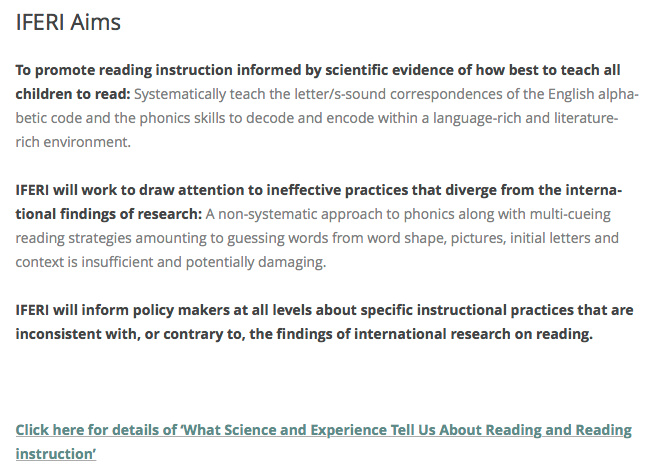 IFERI Aims
To promote reading instruction informed by scientific evidence of how best to teach all
children to read: Systematically teach the letter/s-sound correspondences of the English alpha-
betic code and the phonics skills to decode and encode within a language-rich and literature-
rich environment.
IFERI will work to draw attention to ineffective practices that diverge from the interna-
tional findings of research: A non-systematic approach to phonics along with multi-cueing
reading strategies amounting to guessing words from word shape, pictures, initial letters and
context is insufficient and potentially damaging.
IFERI will inform policy makers at all levels about specific instructional practices that are
inconsistent with, or contrary to, the findings of international research on reading.
Click here for details of ‘What Science and Experience Tell Us About Reading and Reading
instruction’